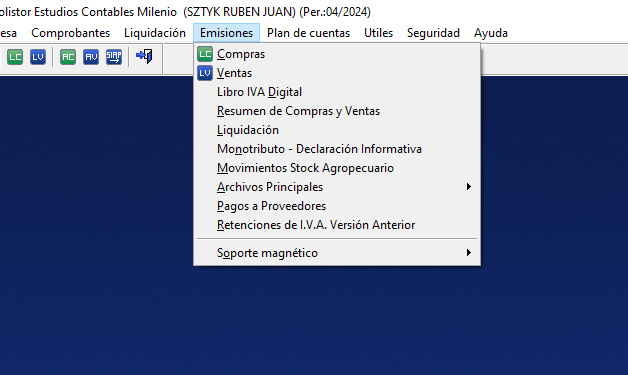 olistor Estudios Contables Milenio (SZTYK RUBEN JUAN) (Per.:04/2024)
esa Comprobantes Liquidación Emisiones Plan de cuentas Utiles Seguridad Ayuda
LC LV AC AV SIAP
LC Compras
LV Ventas
Libro IVA Digital
Resumen de Compras y Ventas
Liquidación
Monotributo - Declaración Informativa
Movimientos Stock Agropecuario
Archivos Principales
Pagos a Proveedores
Retenciones de I.V.A. Versión Anterior
Soporte magnético